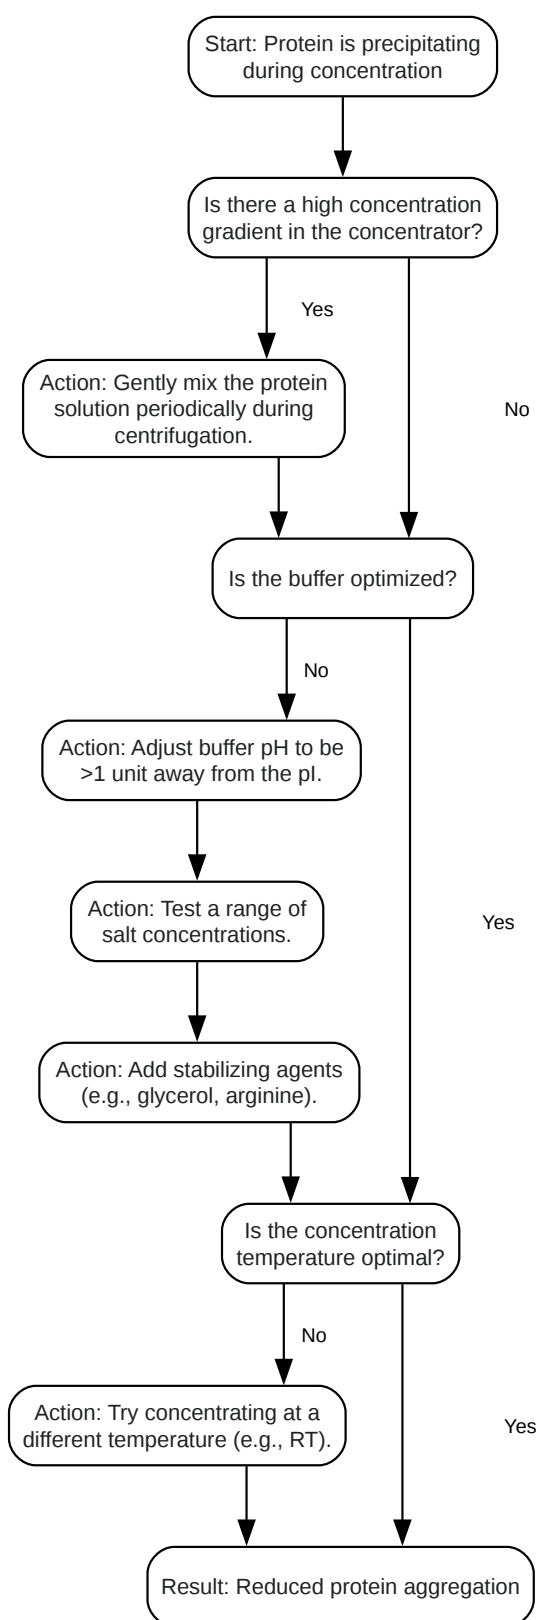 Start: Protein is precipitating
during concentration
Is there a high concentration
gradient in the concentrator?
Yes
Action: Gently mix the protein
solution periodically during
centrifugation.
No
Is the buffer optimized?
No
Action: Adjust buffer pH to be
>1 unit away from the pI.
Action: Test a range of
salt concentrations.
Yes
Action: Add stabilizing agents
(e.g., glycerol, arginine).
Is the concentration
temperature optimal?
No
Action: Try concentrating at a
different temperature (e.g., RT).
Yes
Result: Reduced protein aggregation